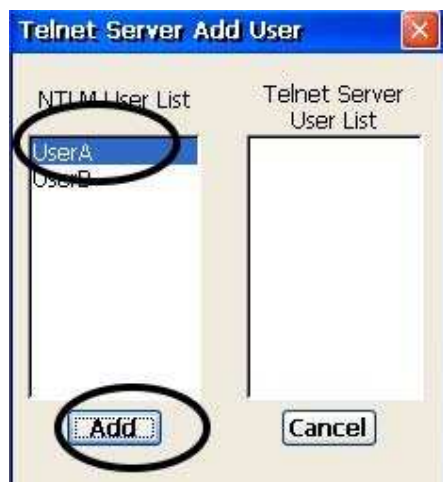 Telnet Server Add User
NTLM User List
Telnet Server
User List
UserA
UserB
Add
Cancel